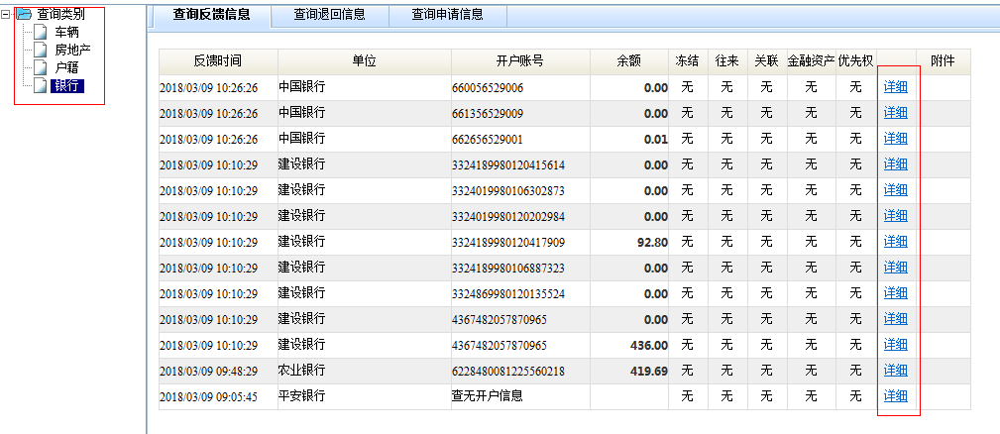 查询类别
车辆
房地产
户籍
银行
查询反馈信息 查询退回信息 查询申请信息
反馈时间 单位 开户账号 余额 冻结 往来 关联 金融资产 优先权 附件
2018/03/09 10:26:26 中国银行 660056529006 0.00 无 无 无 无 无 详细
2018/03/09 10:26:26 中国银行 661356529009 0.00 无 无 无 无 无 详细
2018/03/09 10:26:26 中国银行 662656529001 0.01 无 无 无 无 无 详细
2018/03/09 10:10:29 建设银行 3324189980120415614 0.00 无 无 无 无 无 详细
2018/03/09 10:10:29 建设银行 3324019980106302873 0.00 无 无 无 无 无 详细
2018/03/09 10:10:29 建设银行 3324019980120202984 0.00 无 无 无 无 无 详细
2018/03/09 10:10:29 建设银行 3324189980120417909 92.80 无 无 无 无 无 详细
2018/03/09 10:10:29 建设银行 3324189980106887323 0.00 无 无 无 无 无 详细
2018/03/09 10:10:29 建设银行 3324869980120135524 0.00 无 无 无 无 无 详细
2018/03/09 10:10:29 建设银行 4367482057870965 0.00 无 无 无 无 无 详细
2018/03/09 10:10:29 建设银行 4367482057870965 436.00 无 无 无 无 无 详细
2018/03/09 09:48:29 农业银行 6228480081225560218 419.69 无 无 无 无 无 详细
2018/03/09 09:05:45 平安银行 查无开户信息 无 无 无 无 无 详细